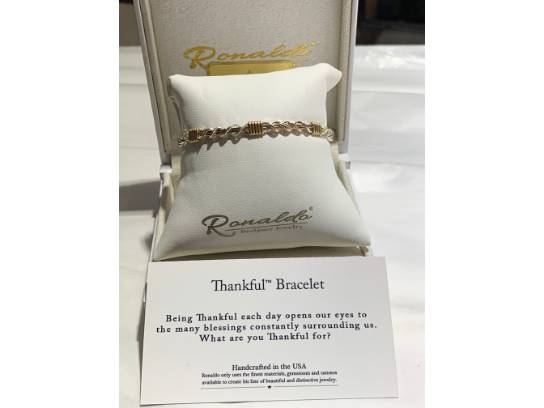 Ronaldo
Ronaldo®
Designer Jewelry
Thankful™ Bracelet
Being Thankful each day opens our eyes to
the many blessings constantly surrounding us.
What are you Thankful for?
Handcrafted in the USA
Ronaldo only uses the finest materials, gemstones and cameos
available to create his line of beautiful and distinctive jewelry.